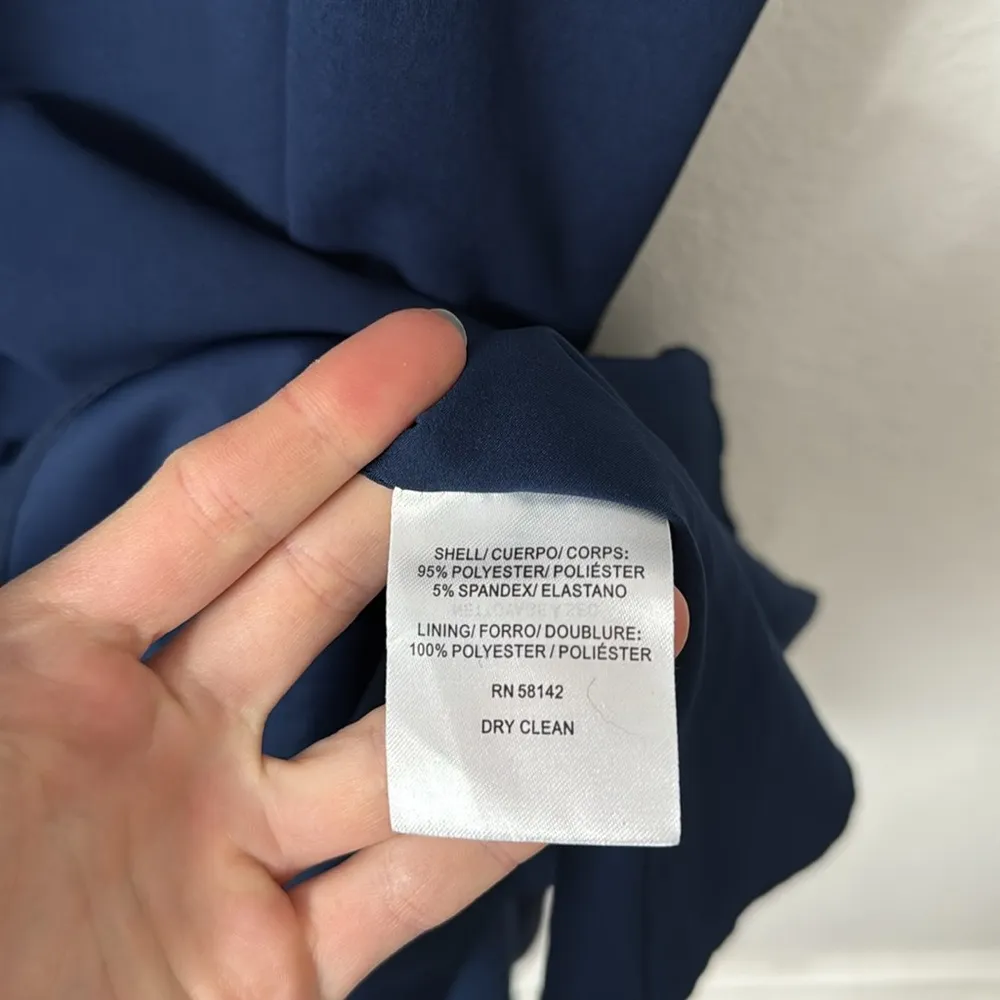 SHELL/ CUERPO/ CORPS:
95% POLYESTER/ POLIÉSTER
5% SPANDEX/ ELASTANO
LINING/ FORRO/ DOUBLURE:
100% POLYESTER / POLIÉSTER
RN 58142
DRY CLEAN